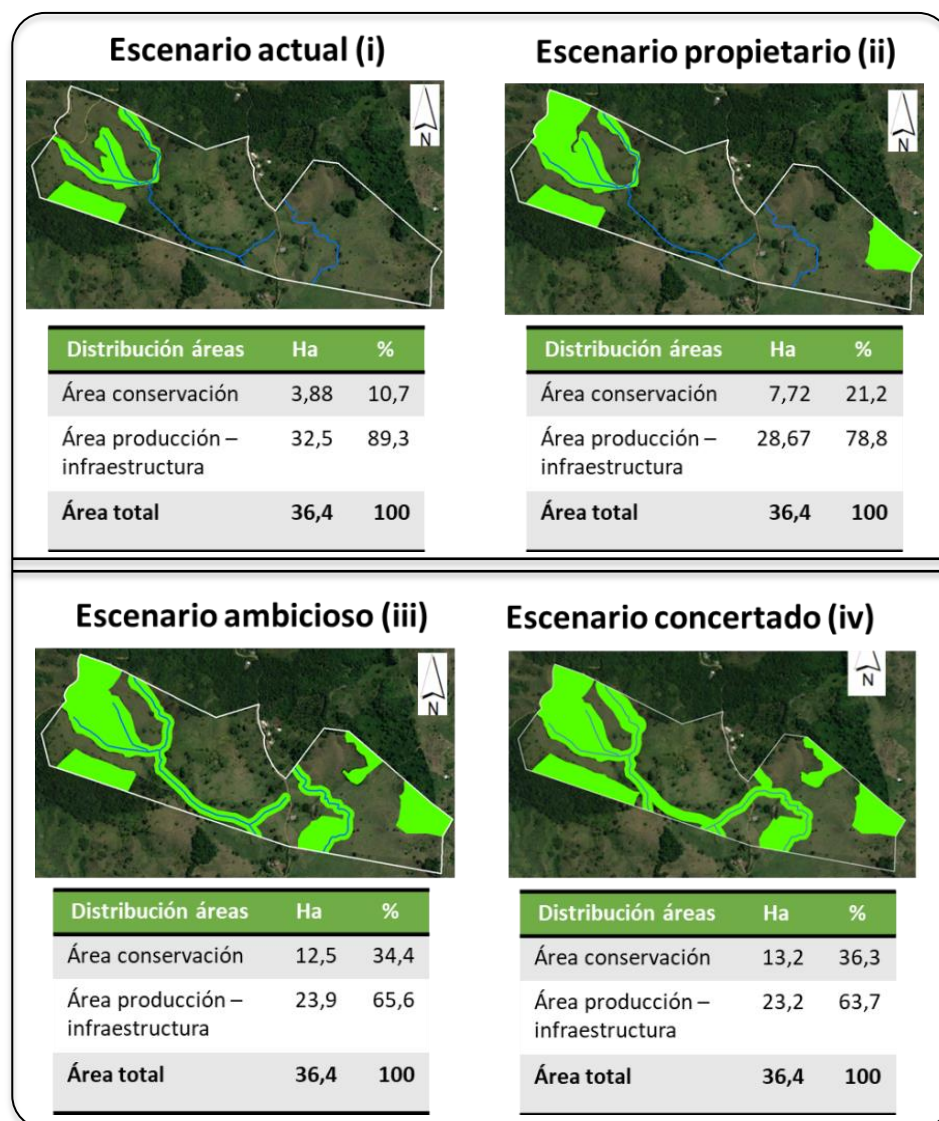 Escenario actual (i)
N
Distribución áreas Ha %
Área conservación 3,88 10,7
Área producción – 32,5 89,3
infraestructura
Área total 36,4 100
Escenario propietario (ii)
N
Distribución áreas Ha %
Área conservación 7,72 21,2
Área producción – 28,67 78,8
infraestructura
Área total 36,4 100
Escenario ambicioso (iii)
N
Distribución áreas Ha %
Área conservación 12,5 34,4
Área producción – 23,9 65,6
infraestructura
Área total 36,4 100
Escenario concertado (iv)
N
Distribución áreas Ha %
Área conservación 13,2 36,3
Área producción – 23,2 63,7
infraestructura
Área total 36,4 100